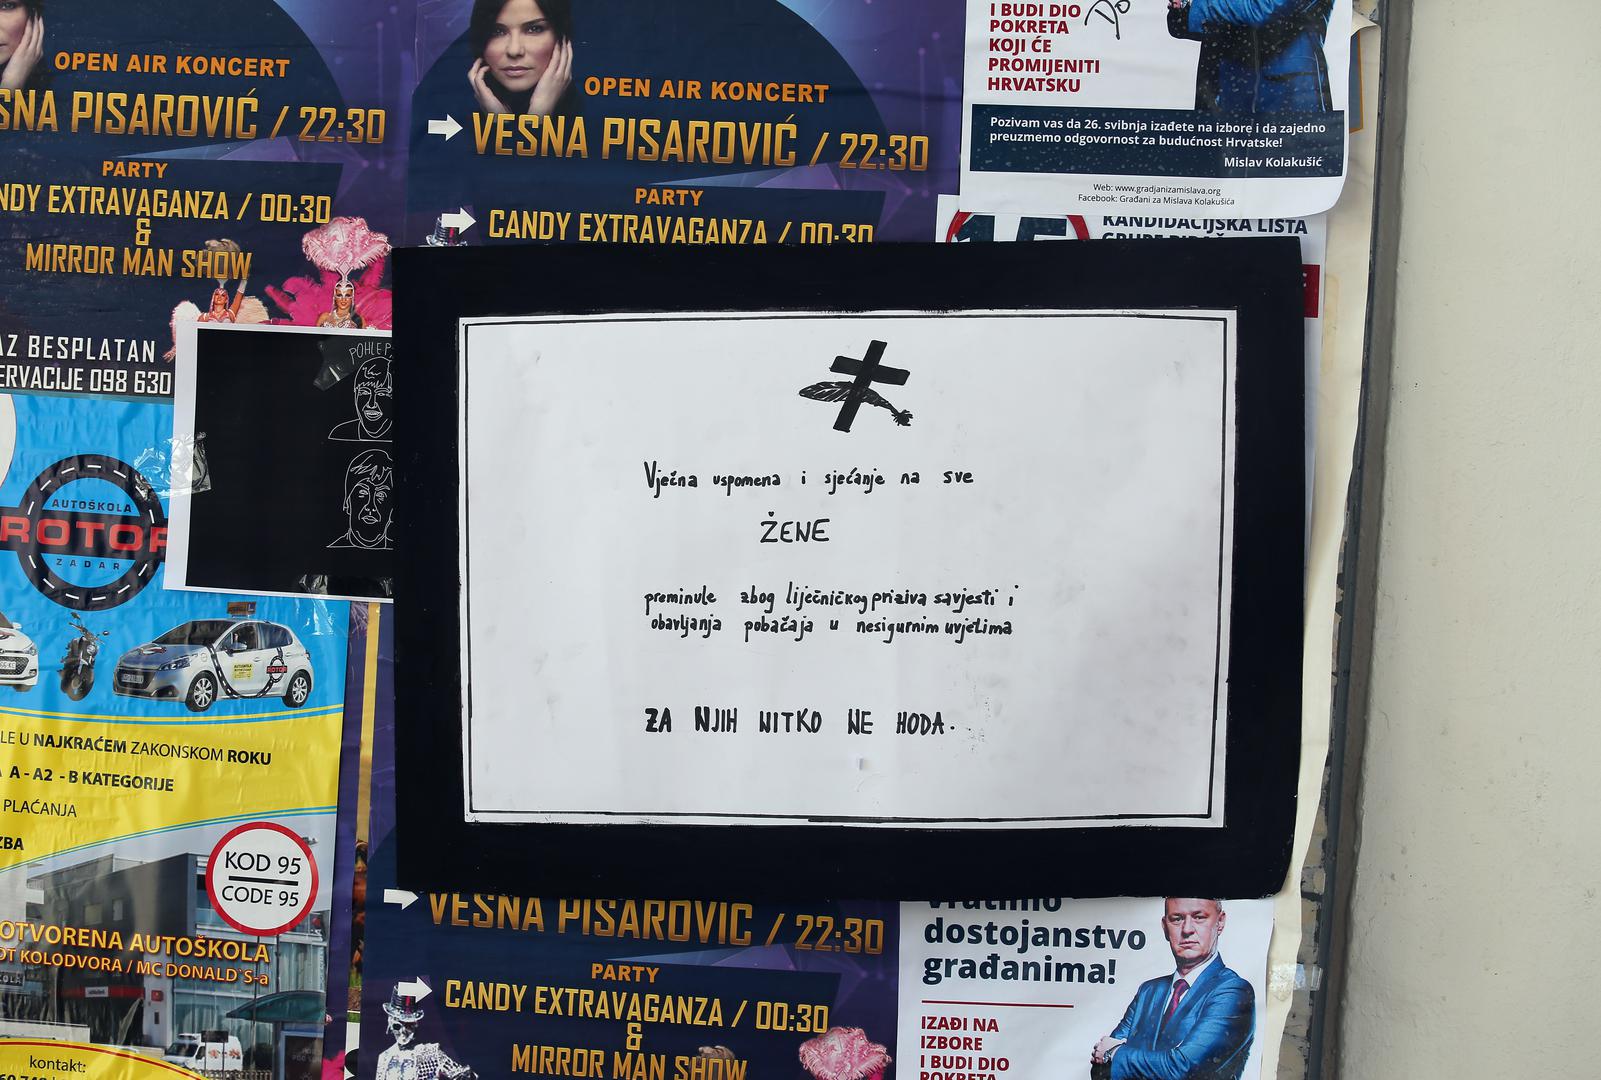 OPEN AIR KONCERT
SNA PISAROVIĆ / 22:30
PARTY
NDY EXTRAVAGANZA / 00:30
&
MIRROR MAN SHOW
AZ BESPLATAN
ERVACIJE 098 630
OPEN AIR KONCERT
VESNA PISAROVIĆ / 22:30
PARTY
CANDY EXTRAVAGANZA / 00:30
I BUDI DIO
POKRETA
KOJI ĆE
PROMIJENITI
HRVATSKU
Pozivam vas da 26. svibnja izađete na izbore i da zajedno
preuzmemo odgovornost za budućnost Hrvatske!
Mislav Kolakušić
Web: www.gradjanizamislava.org
Facebook: Građani za Mislava Kolakušića
15
KANDIDACIJSKA LISTA
POHLEP
Vječna uspomena i sjećanje na sve
ŽENE
preminule zbog liječničkog priziva savjesti i
obavljanja pobačaja u nesigurnim uvjetima
ZA NJIH NITKO NE HODA.
AUTOŠKOLA
ROTOR
ZADAR
LE U NAJKRAĆEM ZAKONSKOM ROKU
A - A2 - B KATEGORIJE
PLAĆANJA
ZBA
KOD 95
CODE 95
OTVORENA AUTOŠKOLA
OT KOLODVORA / MC DONALD`S-a
kontakt:
VESNA PISAROVIĆ / 22:30
PARTY
CANDY EXTRAVAGANZA / 00:30
&
MIRROR MAN SHOW
Vratimo
dostojanstvo
građanima!
IZAĐI NA
IZBORE
I BUDI DIO
POKRETA